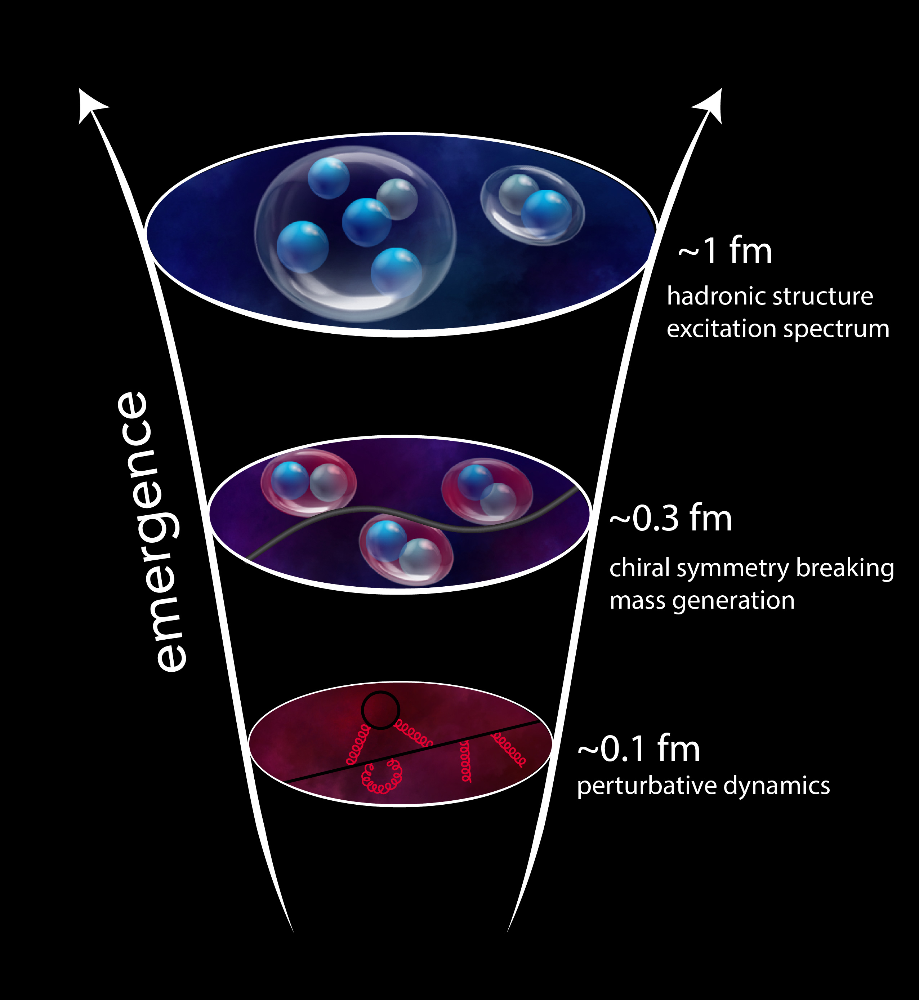 ~1 fm
hadronic structure
excitation spectrum
emergence
~0.3 fm
chiral symmetry breaking
mass generation
~0.1 fm
perturbative dynamics